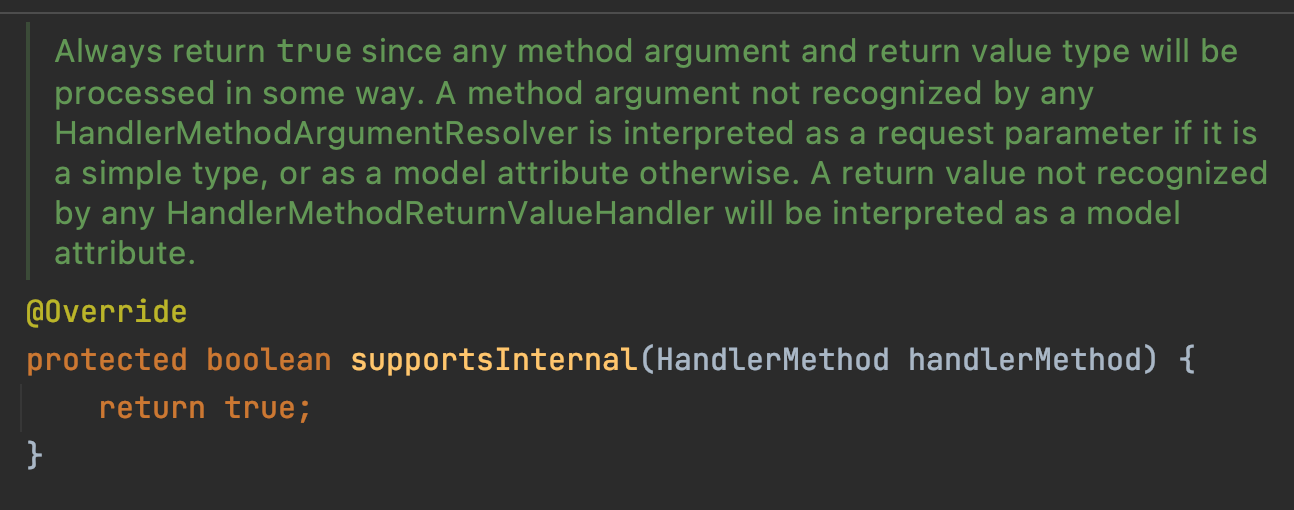 Always return true since any method argument and return value type will be
processed in some way. A method argument not recognized by any
HandlerMethodArgumentResolver is interpreted as a request parameter if it is
a simple type, or as a model attribute otherwise. A return value not recognized
by any HandlerMethodReturnValueHandler will be interpreted as a model
attribute.
@Override
protected boolean supportsInternal(HandlerMethod handlerMethod) {
    return true;
}